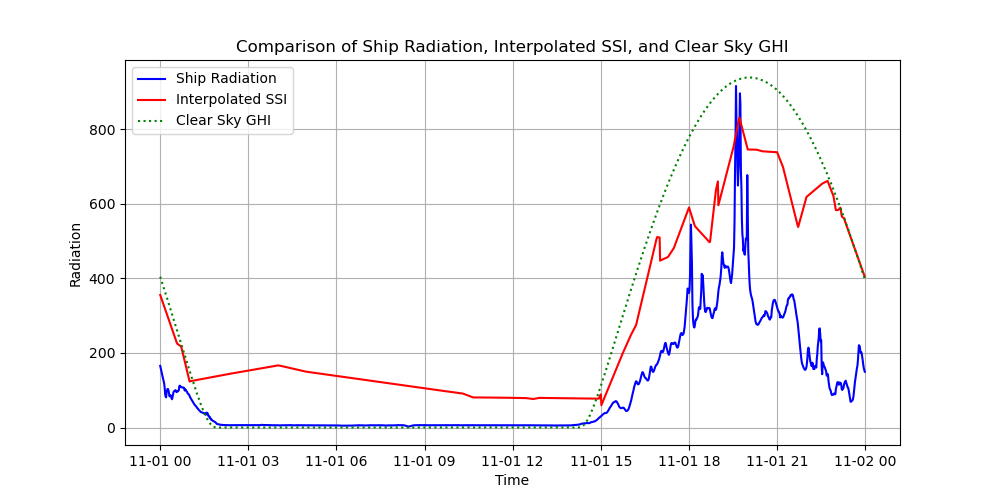 Comparison of Ship Radiation, Interpolated SSI, and Clear Sky GHI
Ship Radiation
Interpolated SSI
Clear Sky GHI
Radiation
800
600
400
200
0
11-01 00 11-01 03 11-01 06 11-01 09 11-01 12 11-01 15 11-01 18 11-01 21 11-02 00
Time